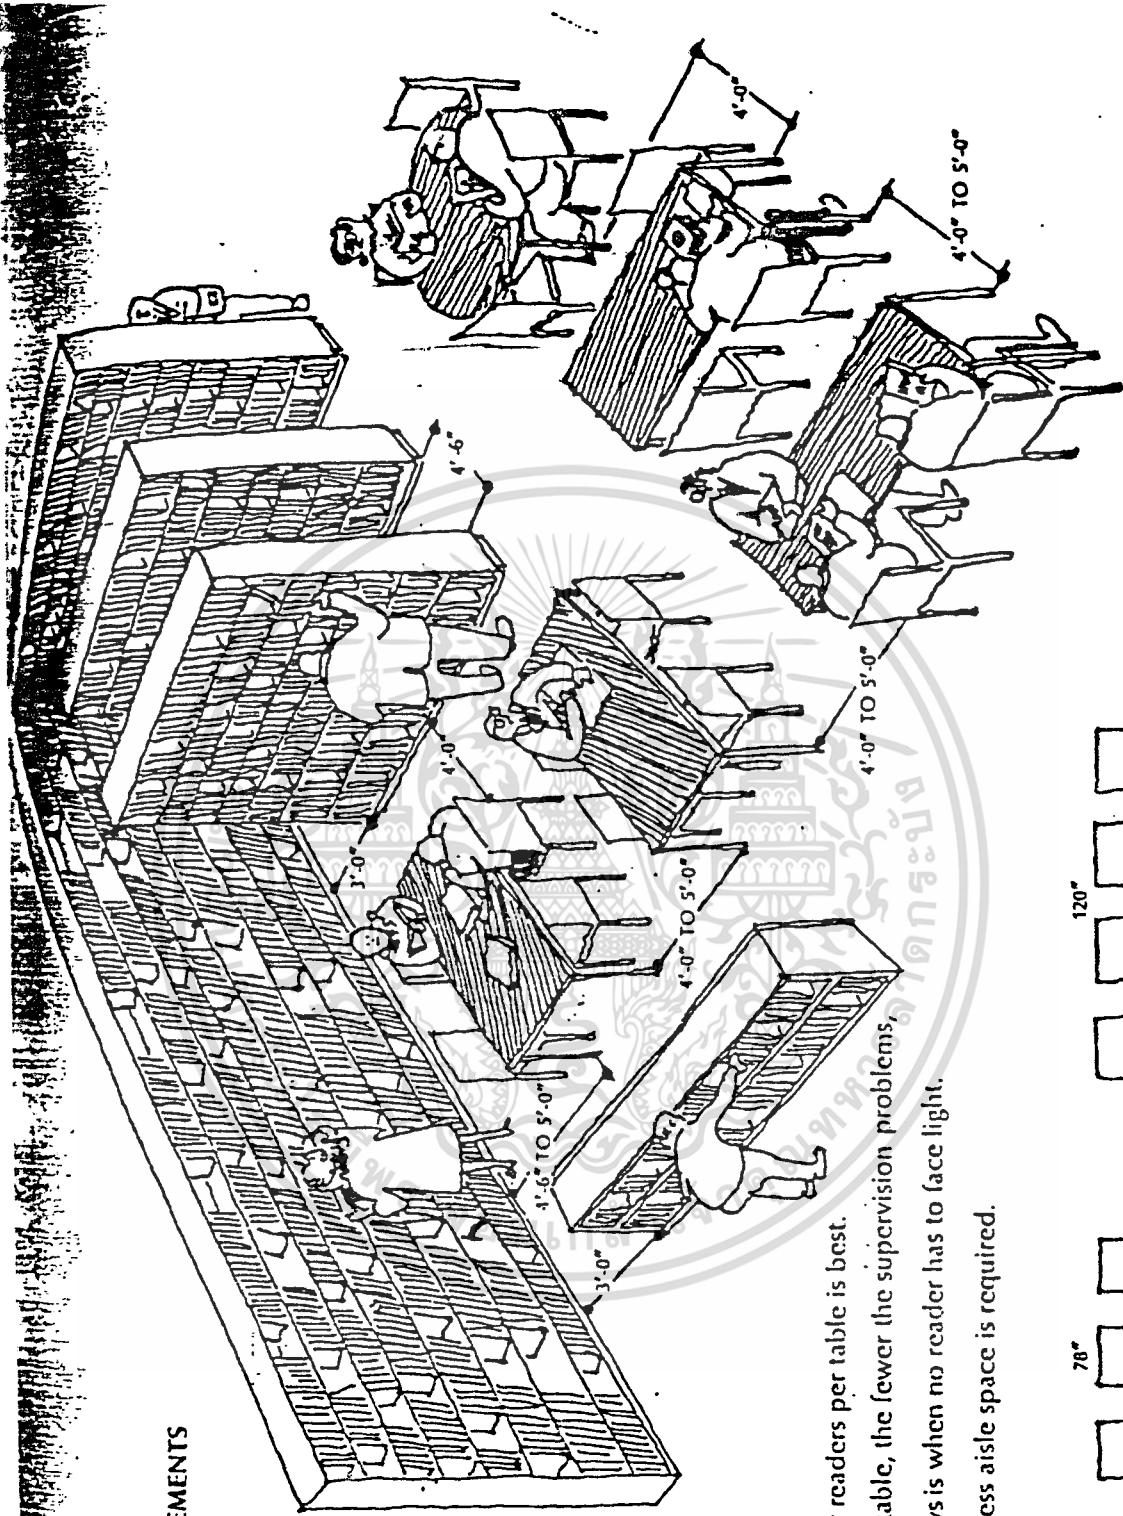 EMENTS
4'-0"
4'-0" TO 5'-0"
4'-6"
4'-0"
3'-0"
4'-0" TO 5'-0"
4'-0" TO 5'-0"
4'-6" TO 5'-0"
3'-0"
readers per table is best.
able, the fewer the supervision problems,
ys is when no reader has to face light.
ess aisle space is required.
78"
120"